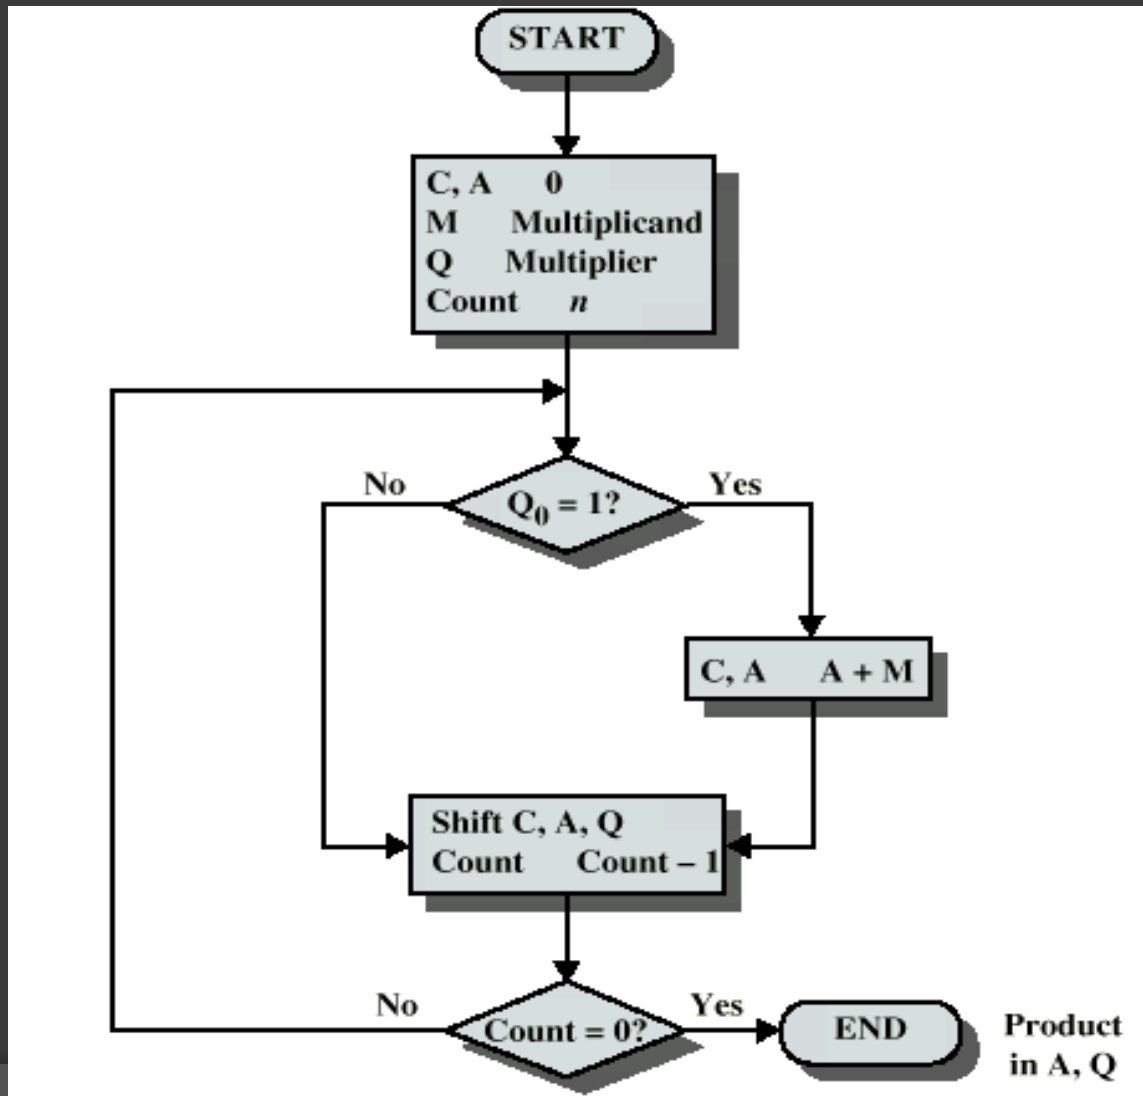 START
C, A 0
M Multiplicand
Q Multiplier
Count n
No
Q0 = 1?
Yes
C, A A + M
Shift C, A, Q
Count Count – 1
No
Count = 0?
Yes
END
Product
in A, Q